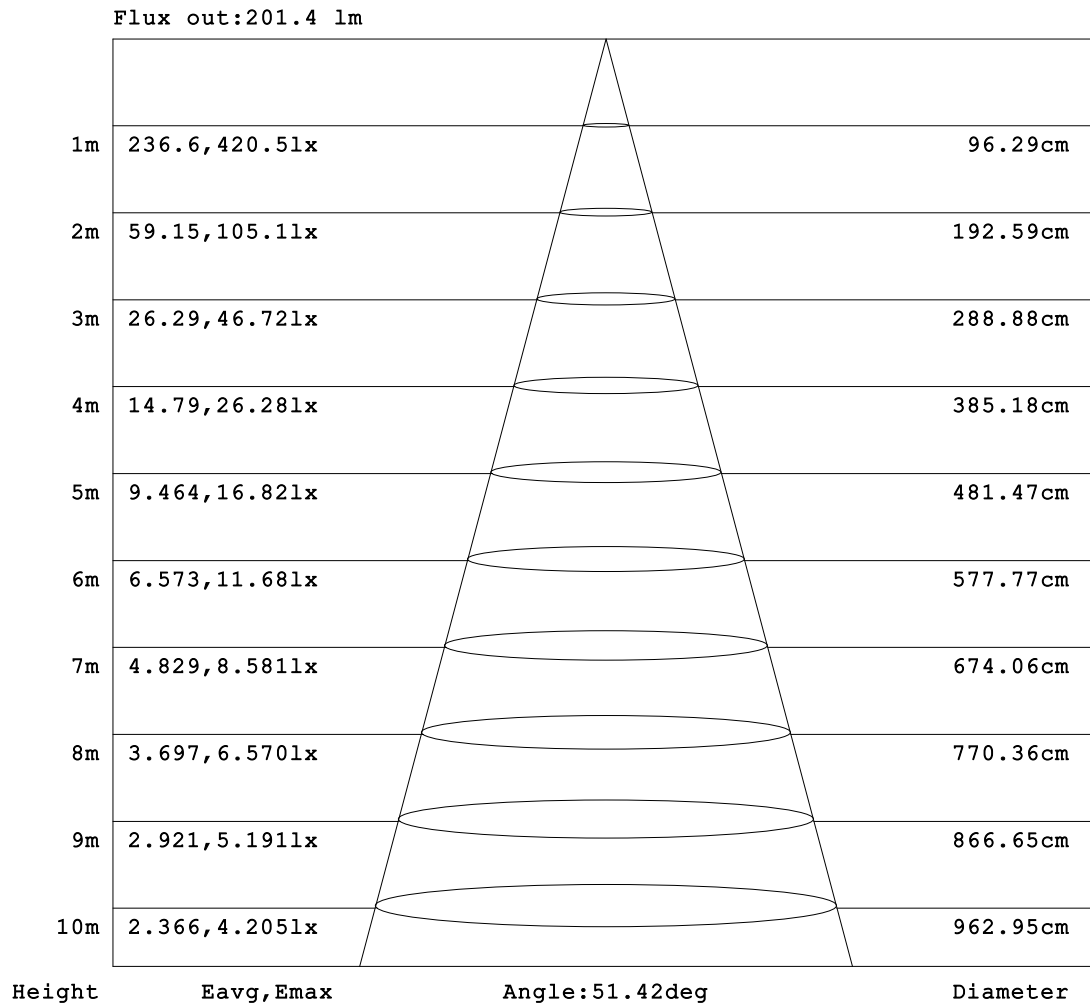 Flux out:201.4 lm
1m 236.6,420.5lx 96.29cm
2m 59.15,105.1lx 192.59cm
3m 26.29,46.72lx 288.88cm
4m 14.79,26.28lx 385.18cm
5m 9.464,16.82lx 481.47cm
6m 6.573,11.68lx 577.77cm
7m 4.829,8.581lx 674.06cm
8m 3.697,6.570lx 770.36cm
9m 2.921,5.191lx 866.65cm
10m 2.366,4.205lx 962.95cm
Height Eavg,Emax Angle:51.42deg Diameter